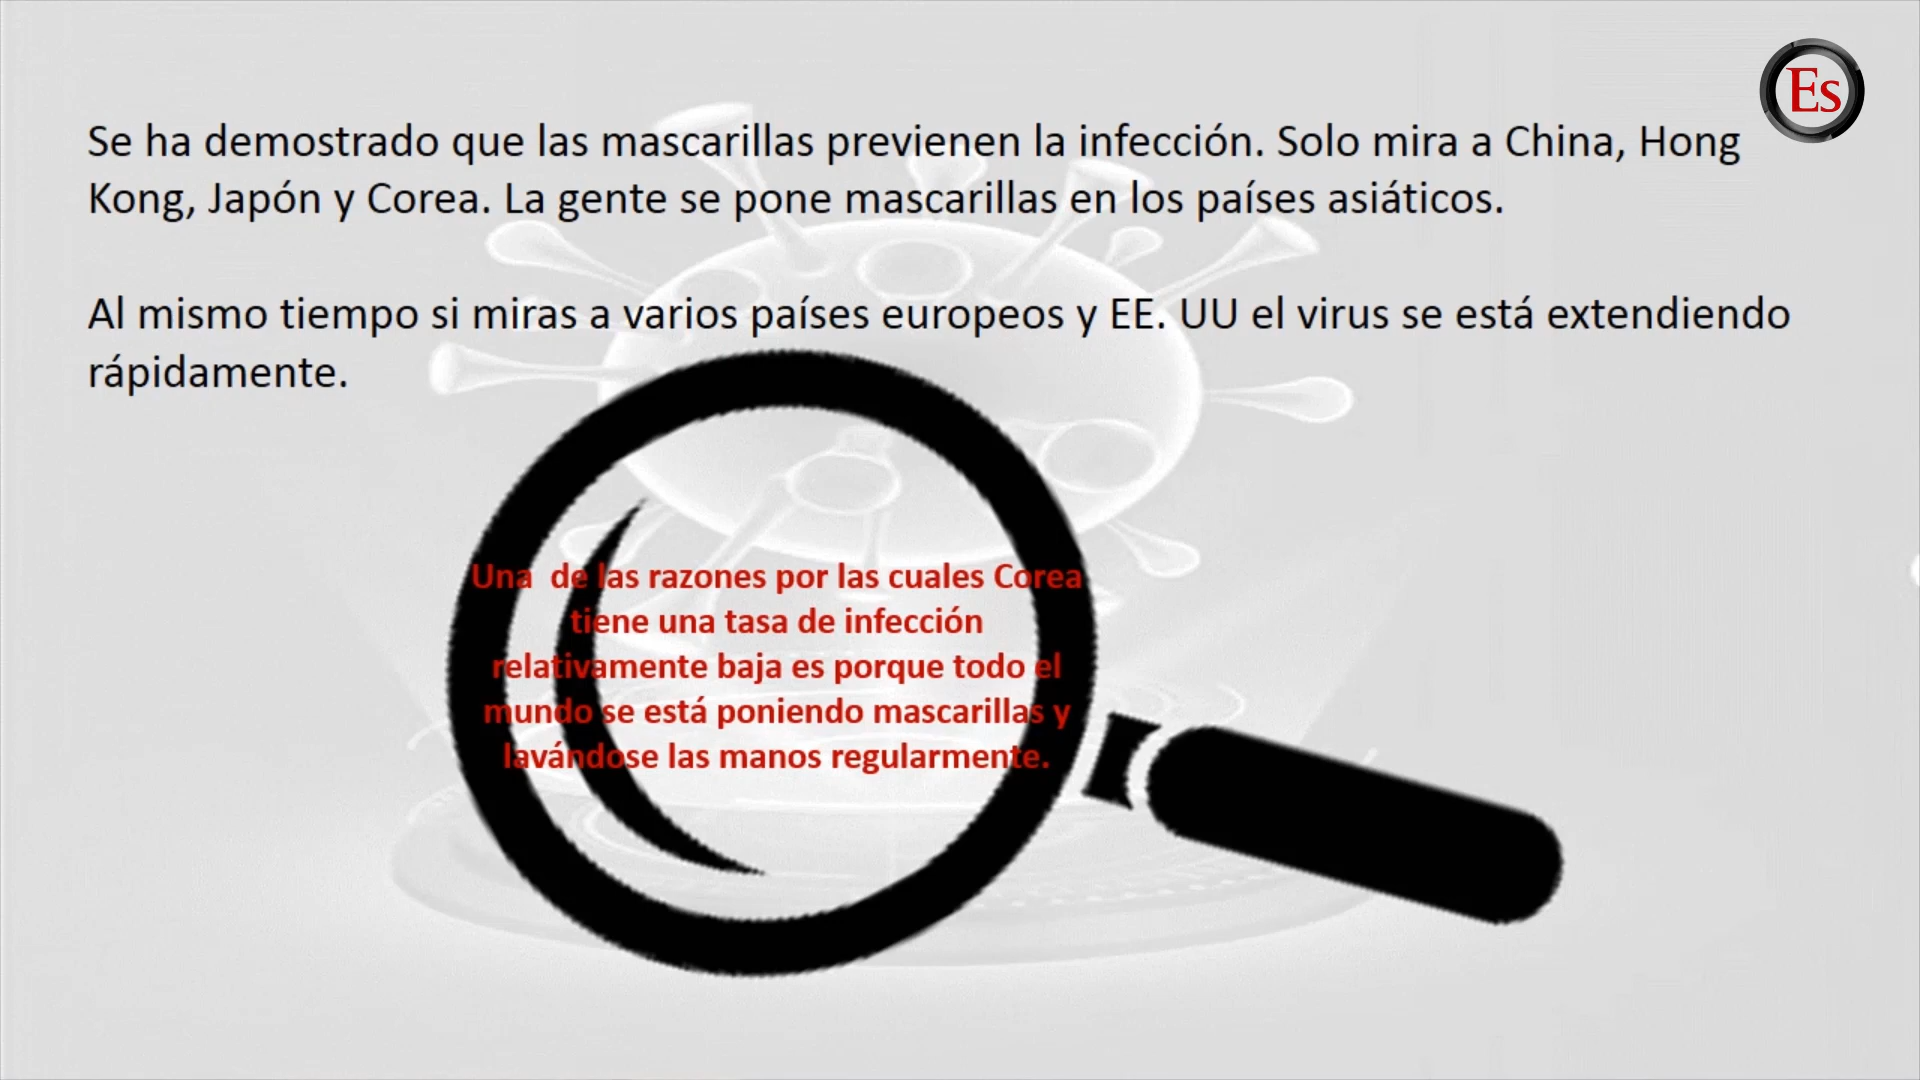 Es
Se ha demostrado que las mascarillas previenen la infección. Solo mira a China, Hong
Kong, Japón y Corea. La gente se pone mascarillas en los países asiáticos.
Al mismo tiempo si miras a varios países europeos y EE. UU el virus se está extendiendo
rápidamente.
Una  de las razones por las cuales Corea
tiene una tasa de infección
relativamente baja es porque todo el
mundo se está poniendo mascarillas y
lavándose las manos regularmente.